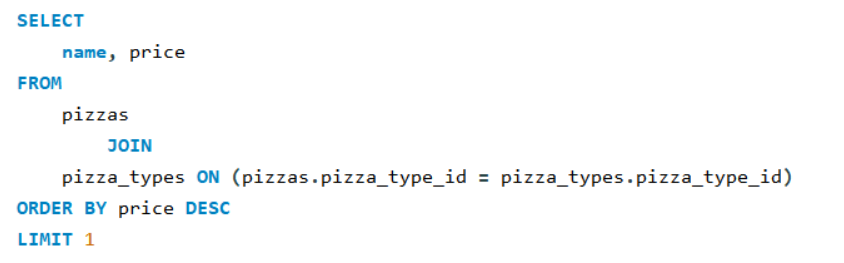 SELECT
name, price
FROM
pizzas
JOIN
pizza_types ON (pizzas.pizza_type_id = pizza_types.pizza_type_id)
ORDER BY price DESC
LIMIT 1